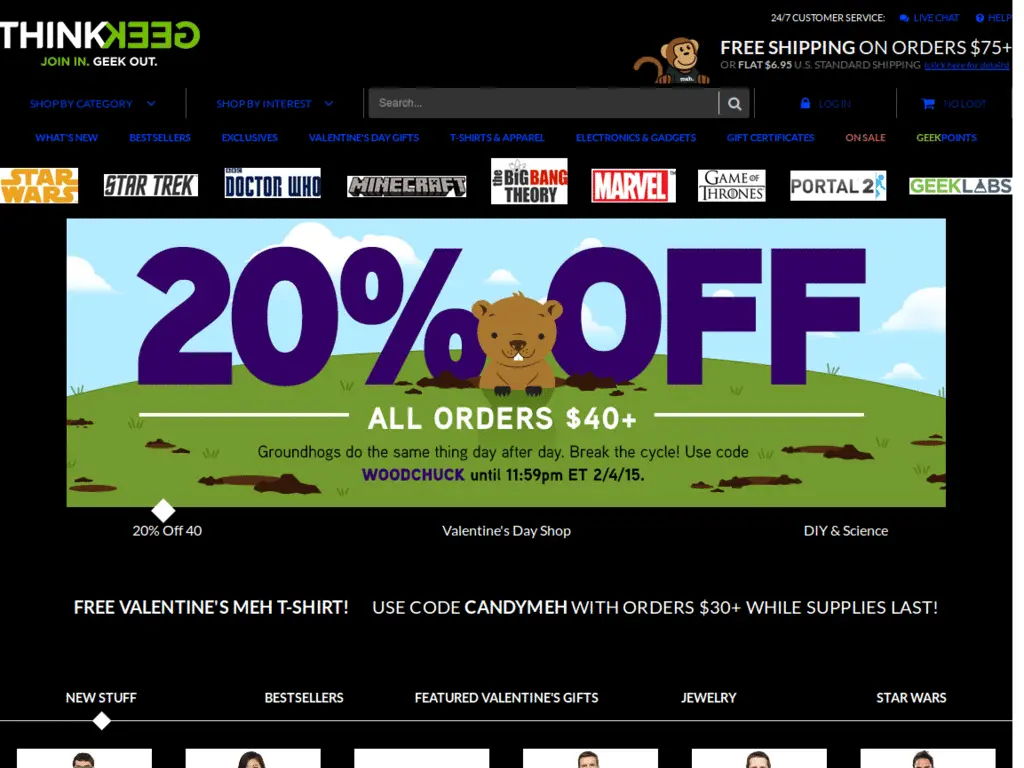 24/7 CUSTOMER SERVICE: LIVE CHAT HELP
THINKGEEK
JOIN IN. GEEK OUT.
meh.
FREE SHIPPING ON ORDERS $75+
OR FLAT $6.95 U.S. STANDARD SHIPPING (click here for details)
SHOP BY CATEGORY SHOP BY INTEREST Search... LOG IN NO LOOT
WHAT'S NEW BESTSELLERS EXCLUSIVES VALENTINE'S DAY GIFTS T-SHIRTS & APPAREL ELECTRONICS & GADGETS GIFT CERTIFICATES ON SALE GEEKPOINTS
STAR WARS STAR TREK BBC DOCTOR WHO MINECRAFT the BIG BANG THEORY MARVEL GAME OF THRONES PORTAL 2 GEEKLABS
20% OFF
ALL ORDERS $40+
Groundhogs do the same thing day after day. Break the cycle! Use code
WOODCHUCK until 11:59pm ET 2/4/15.
20% Off 40 Valentine's Day Shop DIY & Science
FREE VALENTINE'S MEH T-SHIRT! USE CODE CANDYMEH WITH ORDERS $30+ WHILE SUPPLIES LAST!
NEW STUFF BESTSELLERS FEATURED VALENTINE'S GIFTS JEWELRY STAR WARS